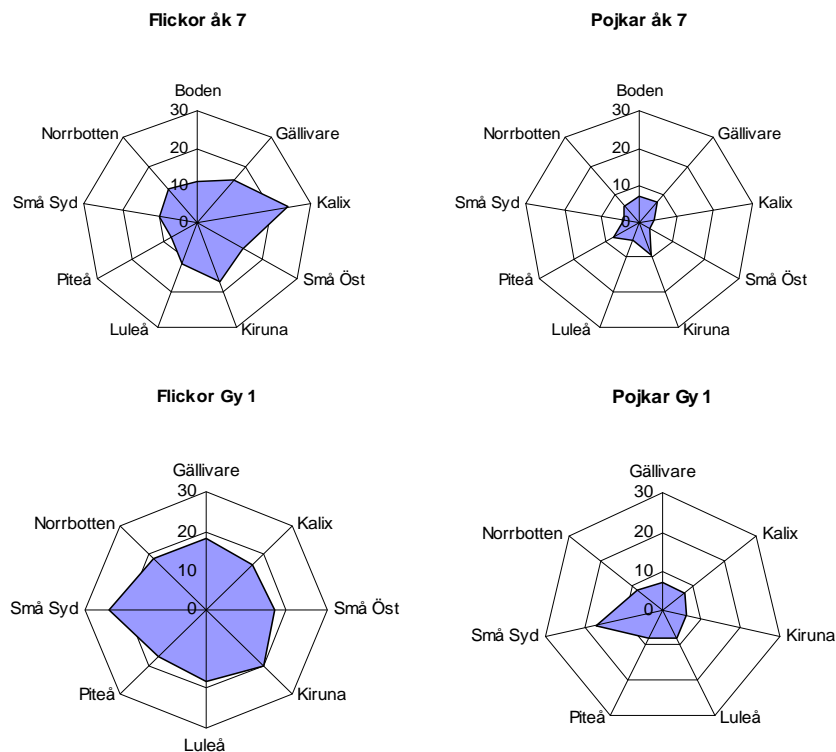 Flickor åk 7
Boden
30
20
10
0
Gällivare
Kalix
Små Öst
Kiruna
Luleå
Piteå
Små Syd
Norrbotten
Pojkar åk 7
Boden
30
20
10
0
Gällivare
Kalix
Små Öst
Kiruna
Luleå
Piteå
Små Syd
Norrbotten
Flickor Gy 1
Gällivare
30
20
10
0
Kalix
Små Öst
Kiruna
Luleå
Piteå
Små Syd
Norrbotten
Pojkar Gy 1
Gällivare
30
20
10
0
Kalix
Kiruna
Luleå
Piteå
Små Syd
Norrbotten